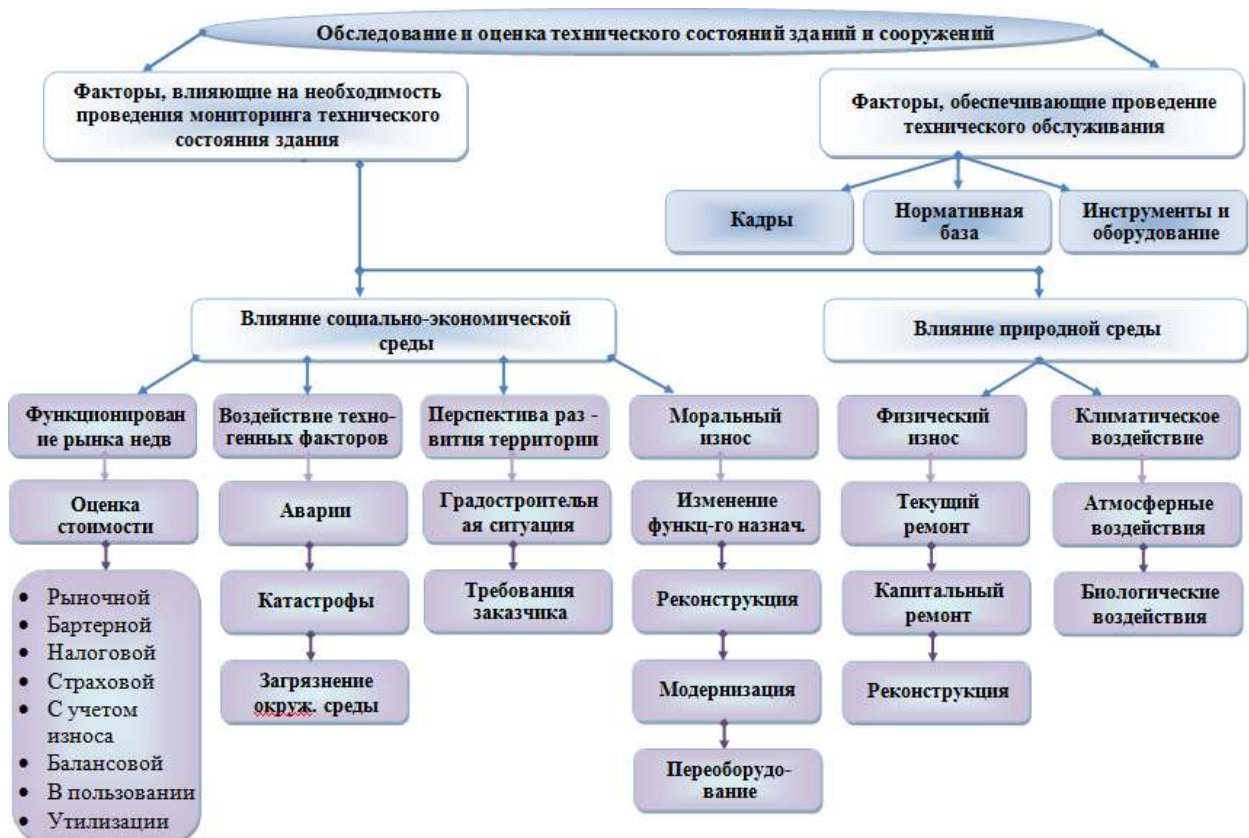 Обследование и оценка технического состояний зданий и сооружений
Факторы, влияющие на необходимость
проведения мониторинга технического
состояния здания
Факторы, обеспечивающие проведение
технического обслуживания
Кадры
Нормативная
база
Инструменты и
оборудование
Влияние социально-экономической
среды
Влияние природной среды
Функционирован
ие рынка недв
Воздействие техно-
генных факторов
Перспектива раз -
вития территории
Моральный
износ
Физический
износ
Климатическое
воздействие
Оценка
стоимости
Аварии
Градостроительн
ая ситуация
Изменение
функц-го назнач.
Текущий
ремонт
Атмосферные
воздействия
• Рыночной
• Бартерной
• Налоговой
• Страховой
• С учетом
износа
• Балансовой
• В пользовании
• Утилизации
Катастрофы
Требования
заказчика
Реконструкция
Капитальный
ремонт
Биологические
воздействия
Загрязнение
окруж. среды
Модернизация
Реконструкция
Переоборудо-
вание